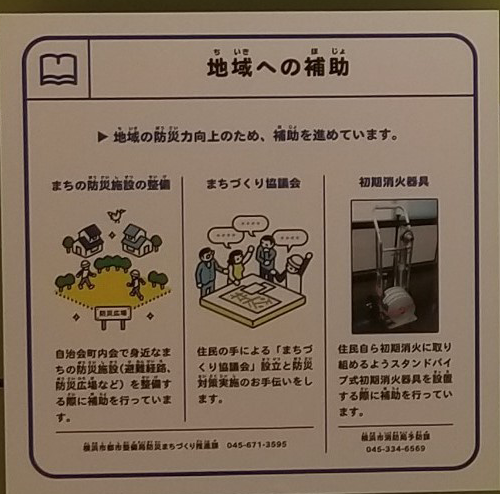 地域への補助
▶ 地域の防災力向上のため、補助を進めています。
まちの防災施設の整備
防災広場
自治会町内会で身近なま
ちの防災施設（避難経路、
防災広場など）を整備す
る際に補助を行っていま
す。
まちづくり協議会
住民の手による「まちづ
くり協議会」設立と防災
対策実施のお手伝いをし
ます。
横浜市都市整備局防災まちづくり推進課 045-671-3595
初期消火器具
住民自ら初期消火に取り
組めるようスタンドパイ
プ式初期消火器具を設置
する際に補助を行ってい
ます。
横浜市消防局予防課
045-334-6569